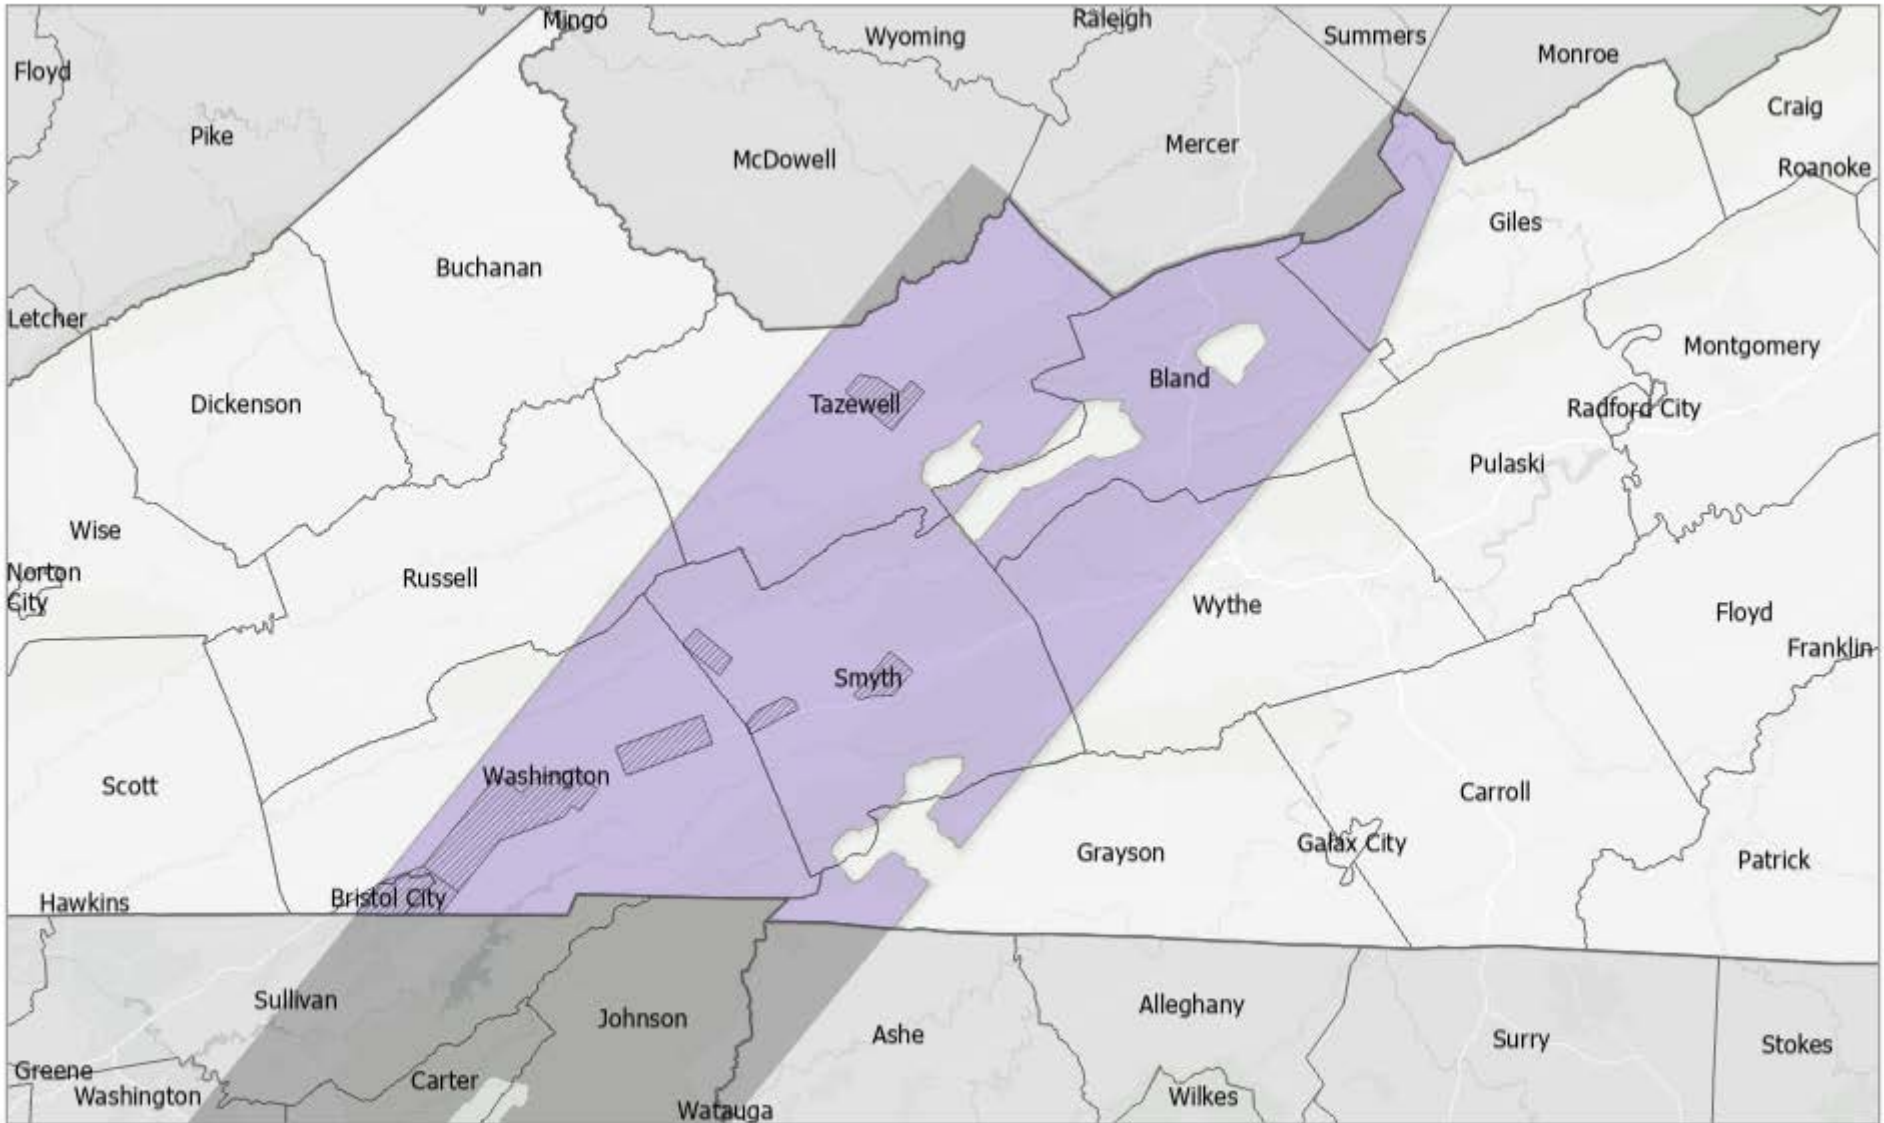 Mingo
Raleigh
Wyoming
Summers
Monroe
Floyd
Craig
Pike
Mercer
McDowell
Roanoke
Giles
Buchanan
Letcher
Montgomery
Bland
Dickenson
Tazewell
Radford City
Pulaski
Wise
Norton
City
Russell
Wythe
Floyd
Franklin
Smyth
Washington
Scott
Carroll
Galax City
Grayson
Patrick
Bristol City
Hawkins
Sullivan
Alleghany
Johnson
Ashe
Surry
Stokes
Greene
Carter
Washington
Wilkes
Watauga